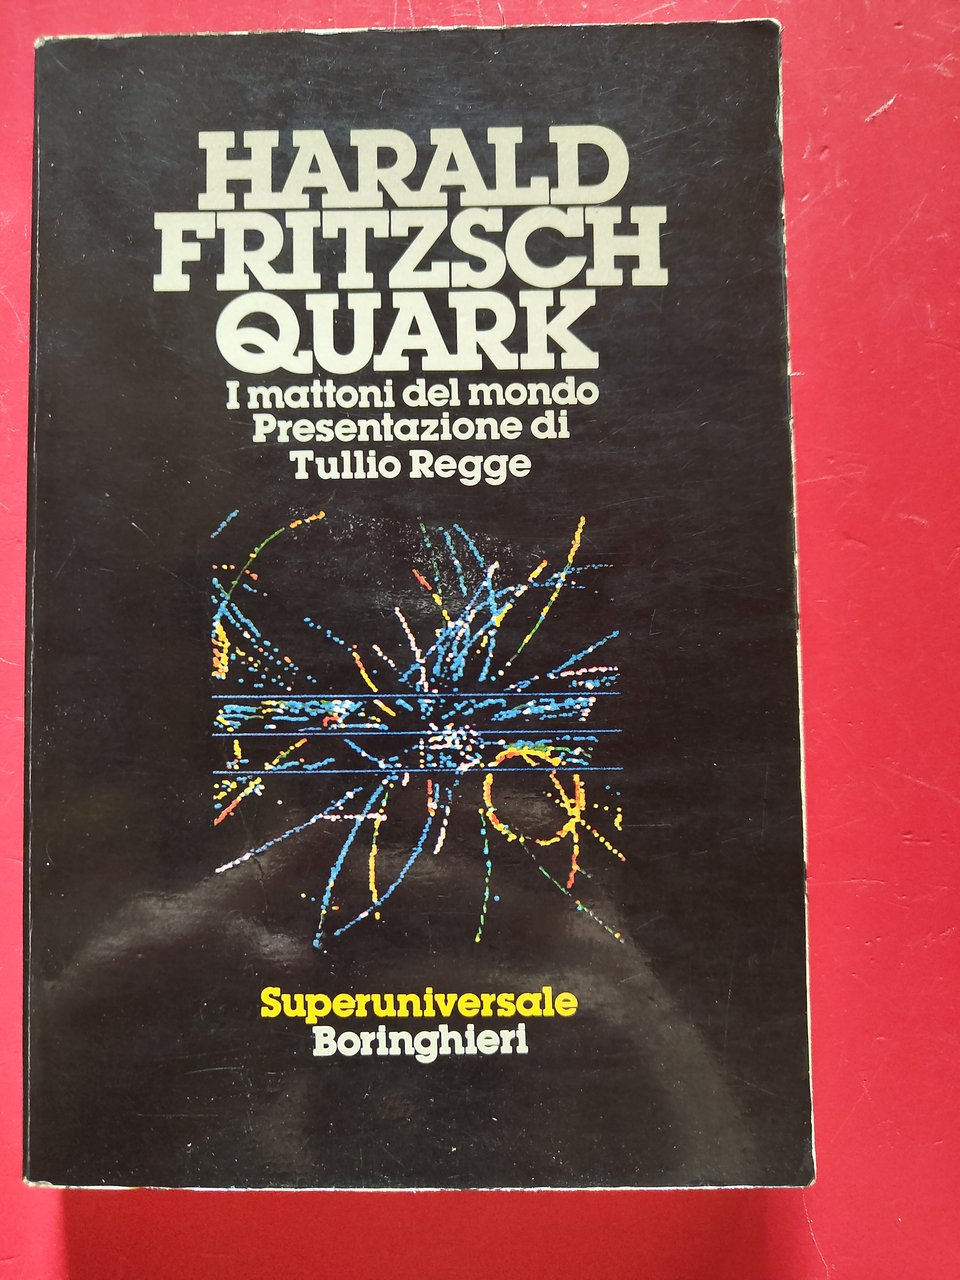 HARALD
FRITZSCH
QUARK
I mattoni del mondo
Presentazione di
Tullio Regge
Superuniversale
Boringhieri